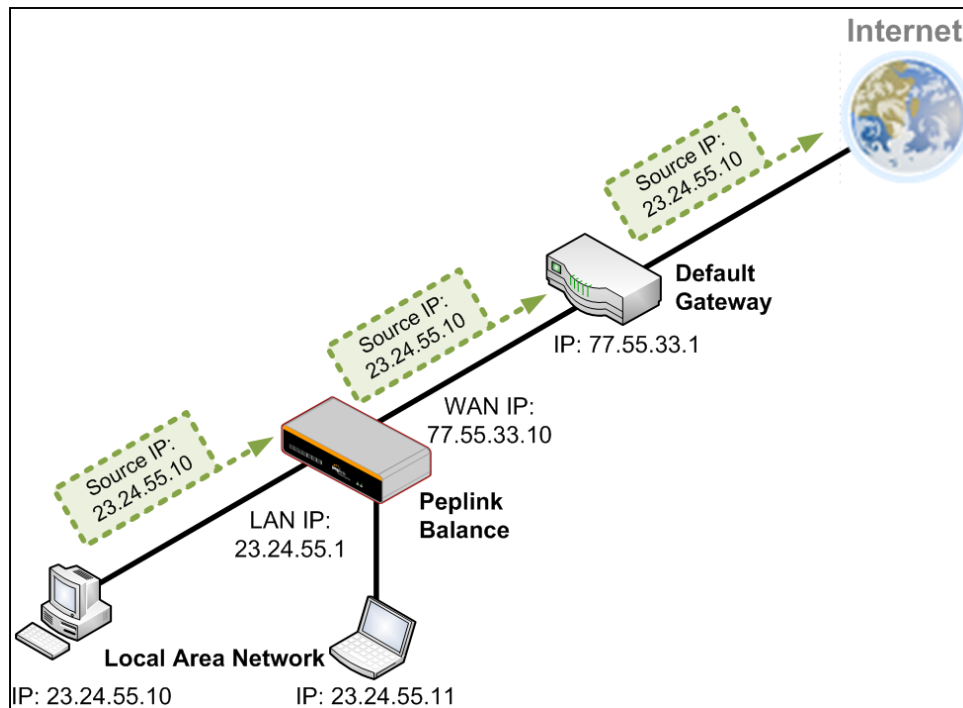 Internet
Source IP:
23.24.55.10
Default
Gateway
IP: 77.55.33.1
Source IP:
23.24.55.10
WAN IP:
77.55.33.10
Peplink
Balance
Source IP:
23.24.55.10
LAN IP:
23.24.55.1
Local Area Network
IP: 23.24.55.10
IP: 23.24.55.11